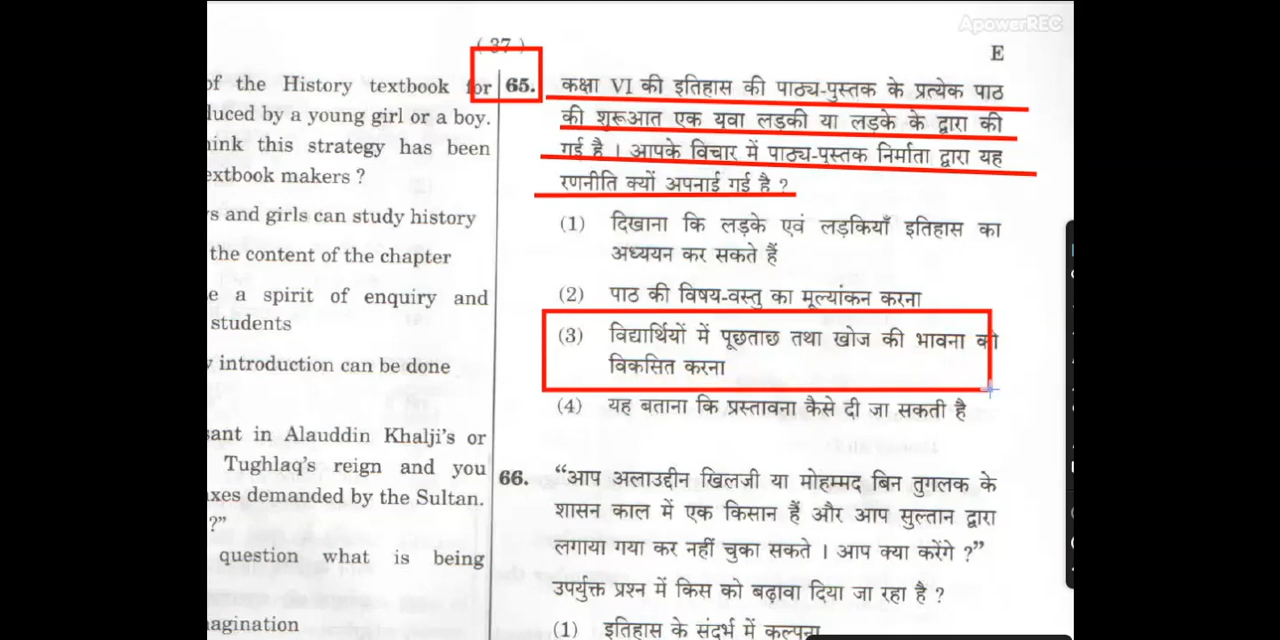 ApowerREC
( 37 )
E
of the History textbook for
duced by a young girl or a boy.
hink this strategy has been
extbook makers ?
s and girls can study history
the content of the chapter
e a spirit of enquiry and
students
y introduction can be done
sant in Alauddin Khalji's or
Tughlaq's reign and you
axes demanded by the Sultan.
?"
question what is being
magination
65. कक्षा VI की इतिहास की पाठ्य-पुस्तक के प्रत्येक पाठ
की शुरूआत एक युवा लड़की या लड़के के द्वारा की
गई है । आपके विचार में पाठ्य-पुस्तक निर्माता द्वारा यह
रणनीति क्यों अपनाई गई है ?
(1) दिखाना कि लड़के एवं लड़कियाँ इतिहास का
अध्ययन कर सकते हैं
(2) पाठ की विषय-वस्तु का मूल्यांकन करना
(3) विद्यार्थियों में पूछताछ तथा खोज की भावना को
विकसित करना
(4) यह बताना कि प्रस्तावना कैसे दी जा सकती है
66. “आप अलाउद्दीन खिलजी या मोहम्मद बिन तुगलक के
शासन काल में एक किसान हैं और आप सुल्तान द्वारा
लगाया गया कर नहीं चुका सकते । आप क्या करेंगे ?”
उपर्युक्त प्रश्न में किस को बढ़ावा दिया जा रहा है ?
(1) इतिहास के संदर्भ में कल्पना